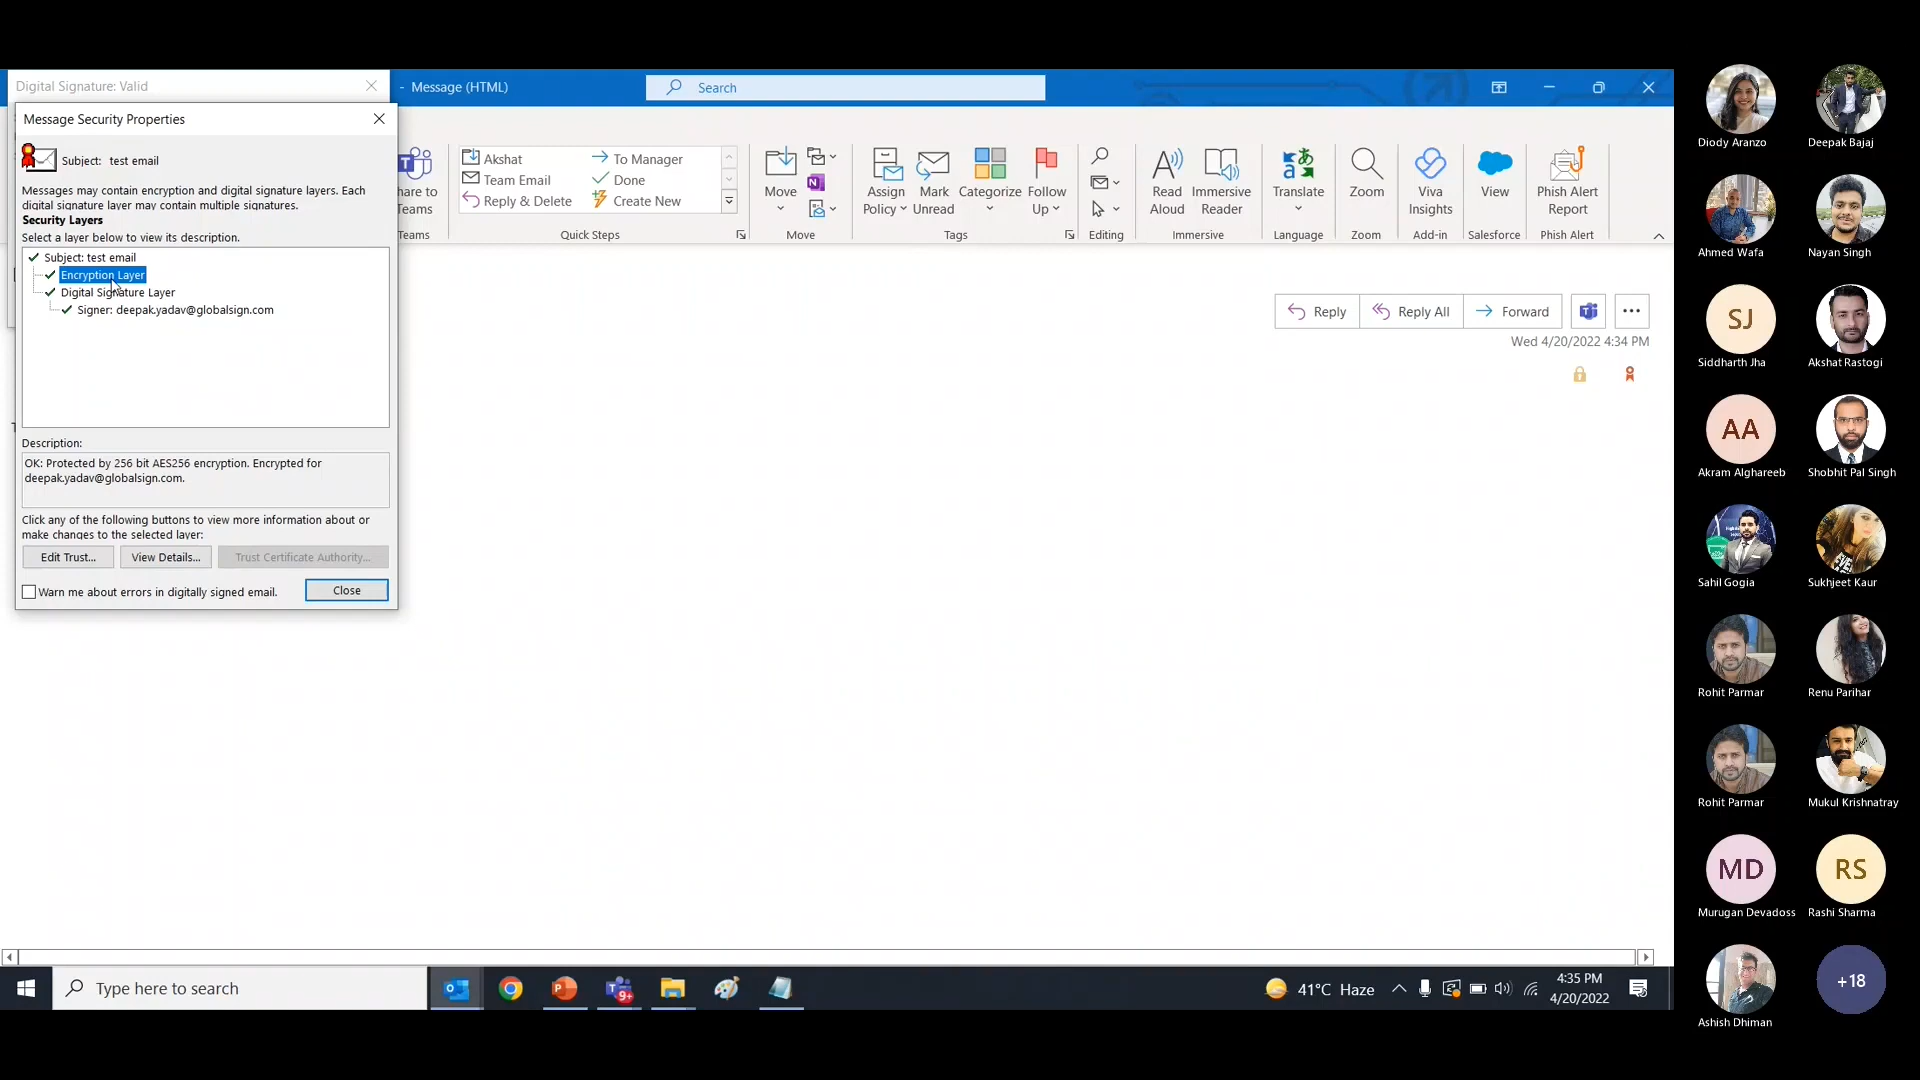 Digital Signature: Valid
- Message (HTML)
Search
Message Security Properties
Subject: test email
Messages may contain encryption and digital signature layers. Each
digital signature layer may contain multiple signatures.
Security Layers
Select a layer below to view its description.
Subject: test email
Encryption Layer
Digital Signature Layer
Signer: deepak.yadav@globalsign.com
Description:
OK: Protected by 256 bit AES256 encryption. Encrypted for
deepak.yadav@globalsign.com.
Click any of the following buttons to view more information about or
make changes to the selected layer:
Edit Trust...
View Details...
Trust Certificate Authority...
Warn me about errors in digitally signed email.
Close
hare to
Teams
Teams
Akshat
To Manager
Team Email
Done
Reply & Delete
Create New
Quick Steps
Move
Move
Assign
Policy
Mark
Unread
Categorize
Follow
Up
Tags
Editing
Read
Aloud
Immersive
Reader
Immersive
Translate
Language
Zoom
Zoom
Viva
Insights
Add-in
View
Salesforce
Phish Alert
Report
Phish Alert
Reply
Reply All
Forward
Wed 4/20/2022 4:34 PM
Type here to search
9+
41°C Haze
4:35 PM
4/20/2022
Diody Aranzo
Deepak Bajaj
Ahmed Wafa
Nayan Singh
SJ
Siddharth Jha
Akshat Rastogi
AA
Akram Alghareeb
Shobhit Pal Singh
Sahil Gogia
Sukhjeet Kaur
Rohit Parmar
Renu Parihar
Rohit Parmar
Mukul Krishnatray
MD
Murugan Devadoss
RS
Rashi Sharma
Ashish Dhiman
+18